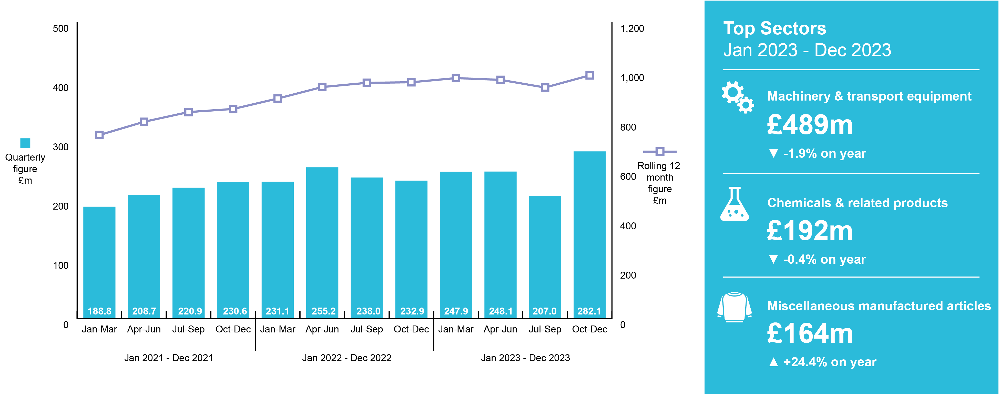 500
400
300
200
100
0
Quarterly
figure
£m
188.8
208.7
220.9
230.6
231.1
255.2
238.0
232.9
247.9
248.1
207.0
282.1
Jan-Mar
Apr-Jun
Jul-Sep
Oct-Dec
Jan-Mar
Apr-Jun
Jul-Sep
Oct-Dec
Jan-Mar
Apr-Jun
Jul-Sep
Oct-Dec
Jan 2021 - Dec 2021
Jan 2022 - Dec 2022
Jan 2023 - Dec 2023
1,200
1,000
800
600
400
200
0
Rolling 12
month
figure
£m
Top Sectors
Jan 2023 - Dec 2023
Machinery & transport equipment
£489m
▼ -1.9% on year
Chemicals & related products
£192m
▼ -0.4% on year
Miscellaneous manufactured articles
£164m
▲ +24.4% on year